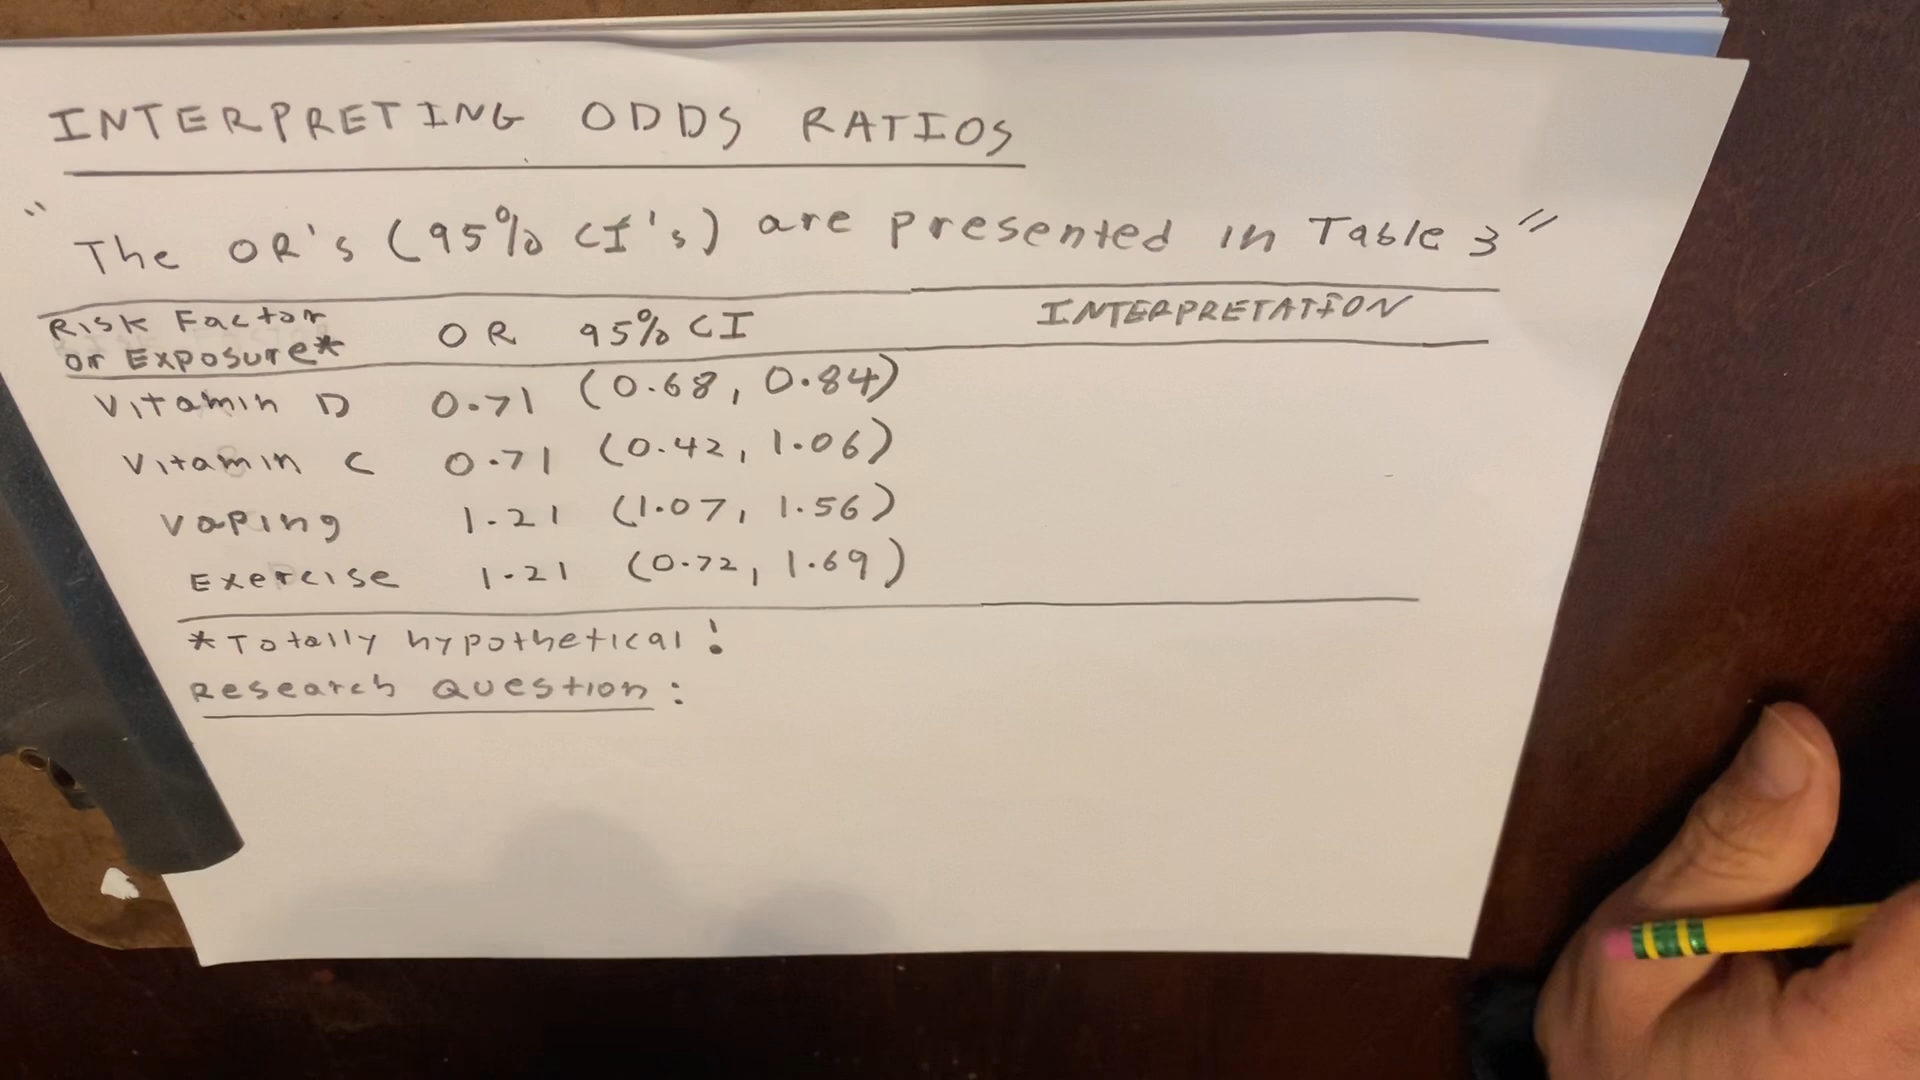 INTERPRETING ODDS RATIOS
"The OR's (95% CI's) are presented in Table 3"
Risk Factor or Exposure* OR 95% CI INTERPRETATION
Vitamin D 0.71 (0.68, 0.84)
Vitamin C 0.71 (0.42, 1.06)
Vaping 1.21 (1.07, 1.56)
Exercise 1.21 (0.72, 1.69)
*Totally hypothetical!
Research Question: